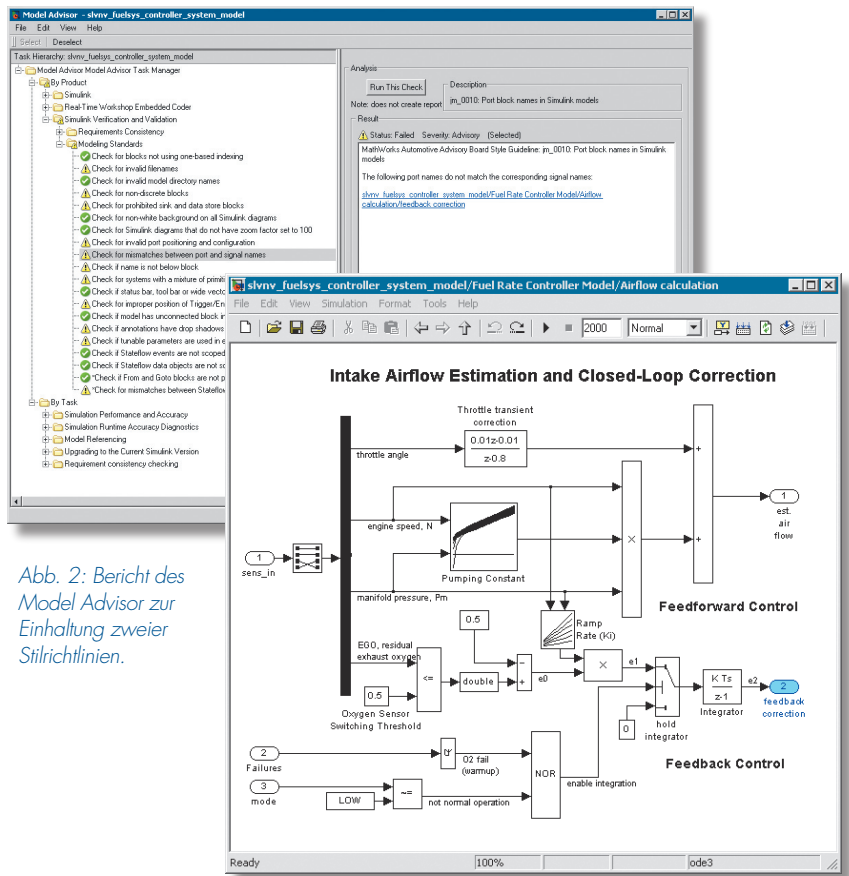 Model Advisor - slvnv_fuelsys_controller_system_model
File Edit View Help
Select Deselect
Task Hierarchy: slvnv_fuelsys_controller_system_model
Model Advisor Model Advisor Task Manager
By Product
Simulink
Real-Time Workshop Embedded Coder
Simulink Verification and Validation
Requirements Consistency
Modeling Standards
Check for blocks not using one-based indexing
Check for invalid filenames
Check for invalid model directory names
Check for non-discrete blocks
Check for prohibited sink and data store blocks
Check for non-white background on all Simulink diagrams
Check for Simulink diagrams that do not have zoom factor set to 100
Check for invalid port positioning and configuration
Check for mismatches between port and signal names
Check if name is not below block
Check for systems with a mixture of primiti
Check if status bar, tool bar or wide vecto
Check for improper position of Trigger/En
Check if model has unconnected block in
Check if annotations have drop shadows
Check if tunable parameters are used in e
Check if Stateflow events are not scoped
Check if Stateflow data objects are not sc
^Check if From and Goto blocks are not p
^Check for mismatches between Stateflow
By Task
Simulation Performance and Accuracy
Simulation Runtime Accuracy Diagnostics
Model Referencing
Upgrading to the Current Simulink Version
Requirement consistency checking
Analysis
Run This Check
Description
jm_0010: Port block names in Simulink models
Note: does not create report
Result
Status: Failed Severity: Advisory (Selected)
MathWorks Automotive Advisory Board Style Guideline: jm_0010: Port block names in Simulink
models
The following port names do not match the corresponding signal names:
slvnv_fuelsys_controller_system_model/Fuel Rate Controller Model/Airflow
calculation/feedback correction
slvnv_fuelsys_controller_system_model/Fuel Rate Controller Model/Airflow calculation
File Edit View Simulation Format Tools Help
2000 Normal
Intake Airflow Estimation and Closed-Loop Correction
Throttle transient
correction
0.01z-0.01
z-0.8
throttle angle
+
1
est.
air
flow
engine speed, N
Pumping Constant
×
+
1
sens_in
manifold pressure, Pm
Feedforward Control
0.5
Ramp
Rate (Ki)
EGO, residual
exhaust oxygen
<=
double
−
+
e0
×
e1
K Ts
z-1
Integrator
e2
2
feedback
correction
0.5
Oxygen Sensor
Switching Threshold
0
hold
integrator
Feedback Control
2
Failures
O2 fail
(warmup)
NOR
enable integration
3
mode
LOW
~=
not normal operation
Ready 100% ode3
Abb. 2: Bericht des
Model Advisor zur
Einhaltung zweier
Stilrichtlinien.